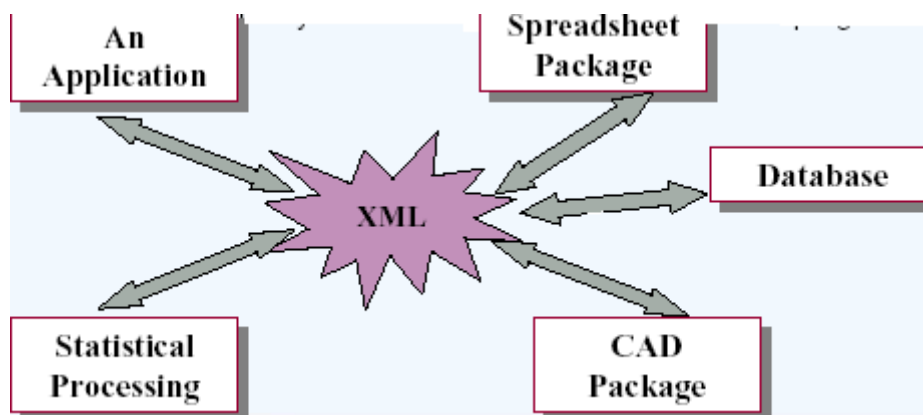 An
Application
Spreadsheet
Package
Database
XML
Statistical
Processing
CAD
Package